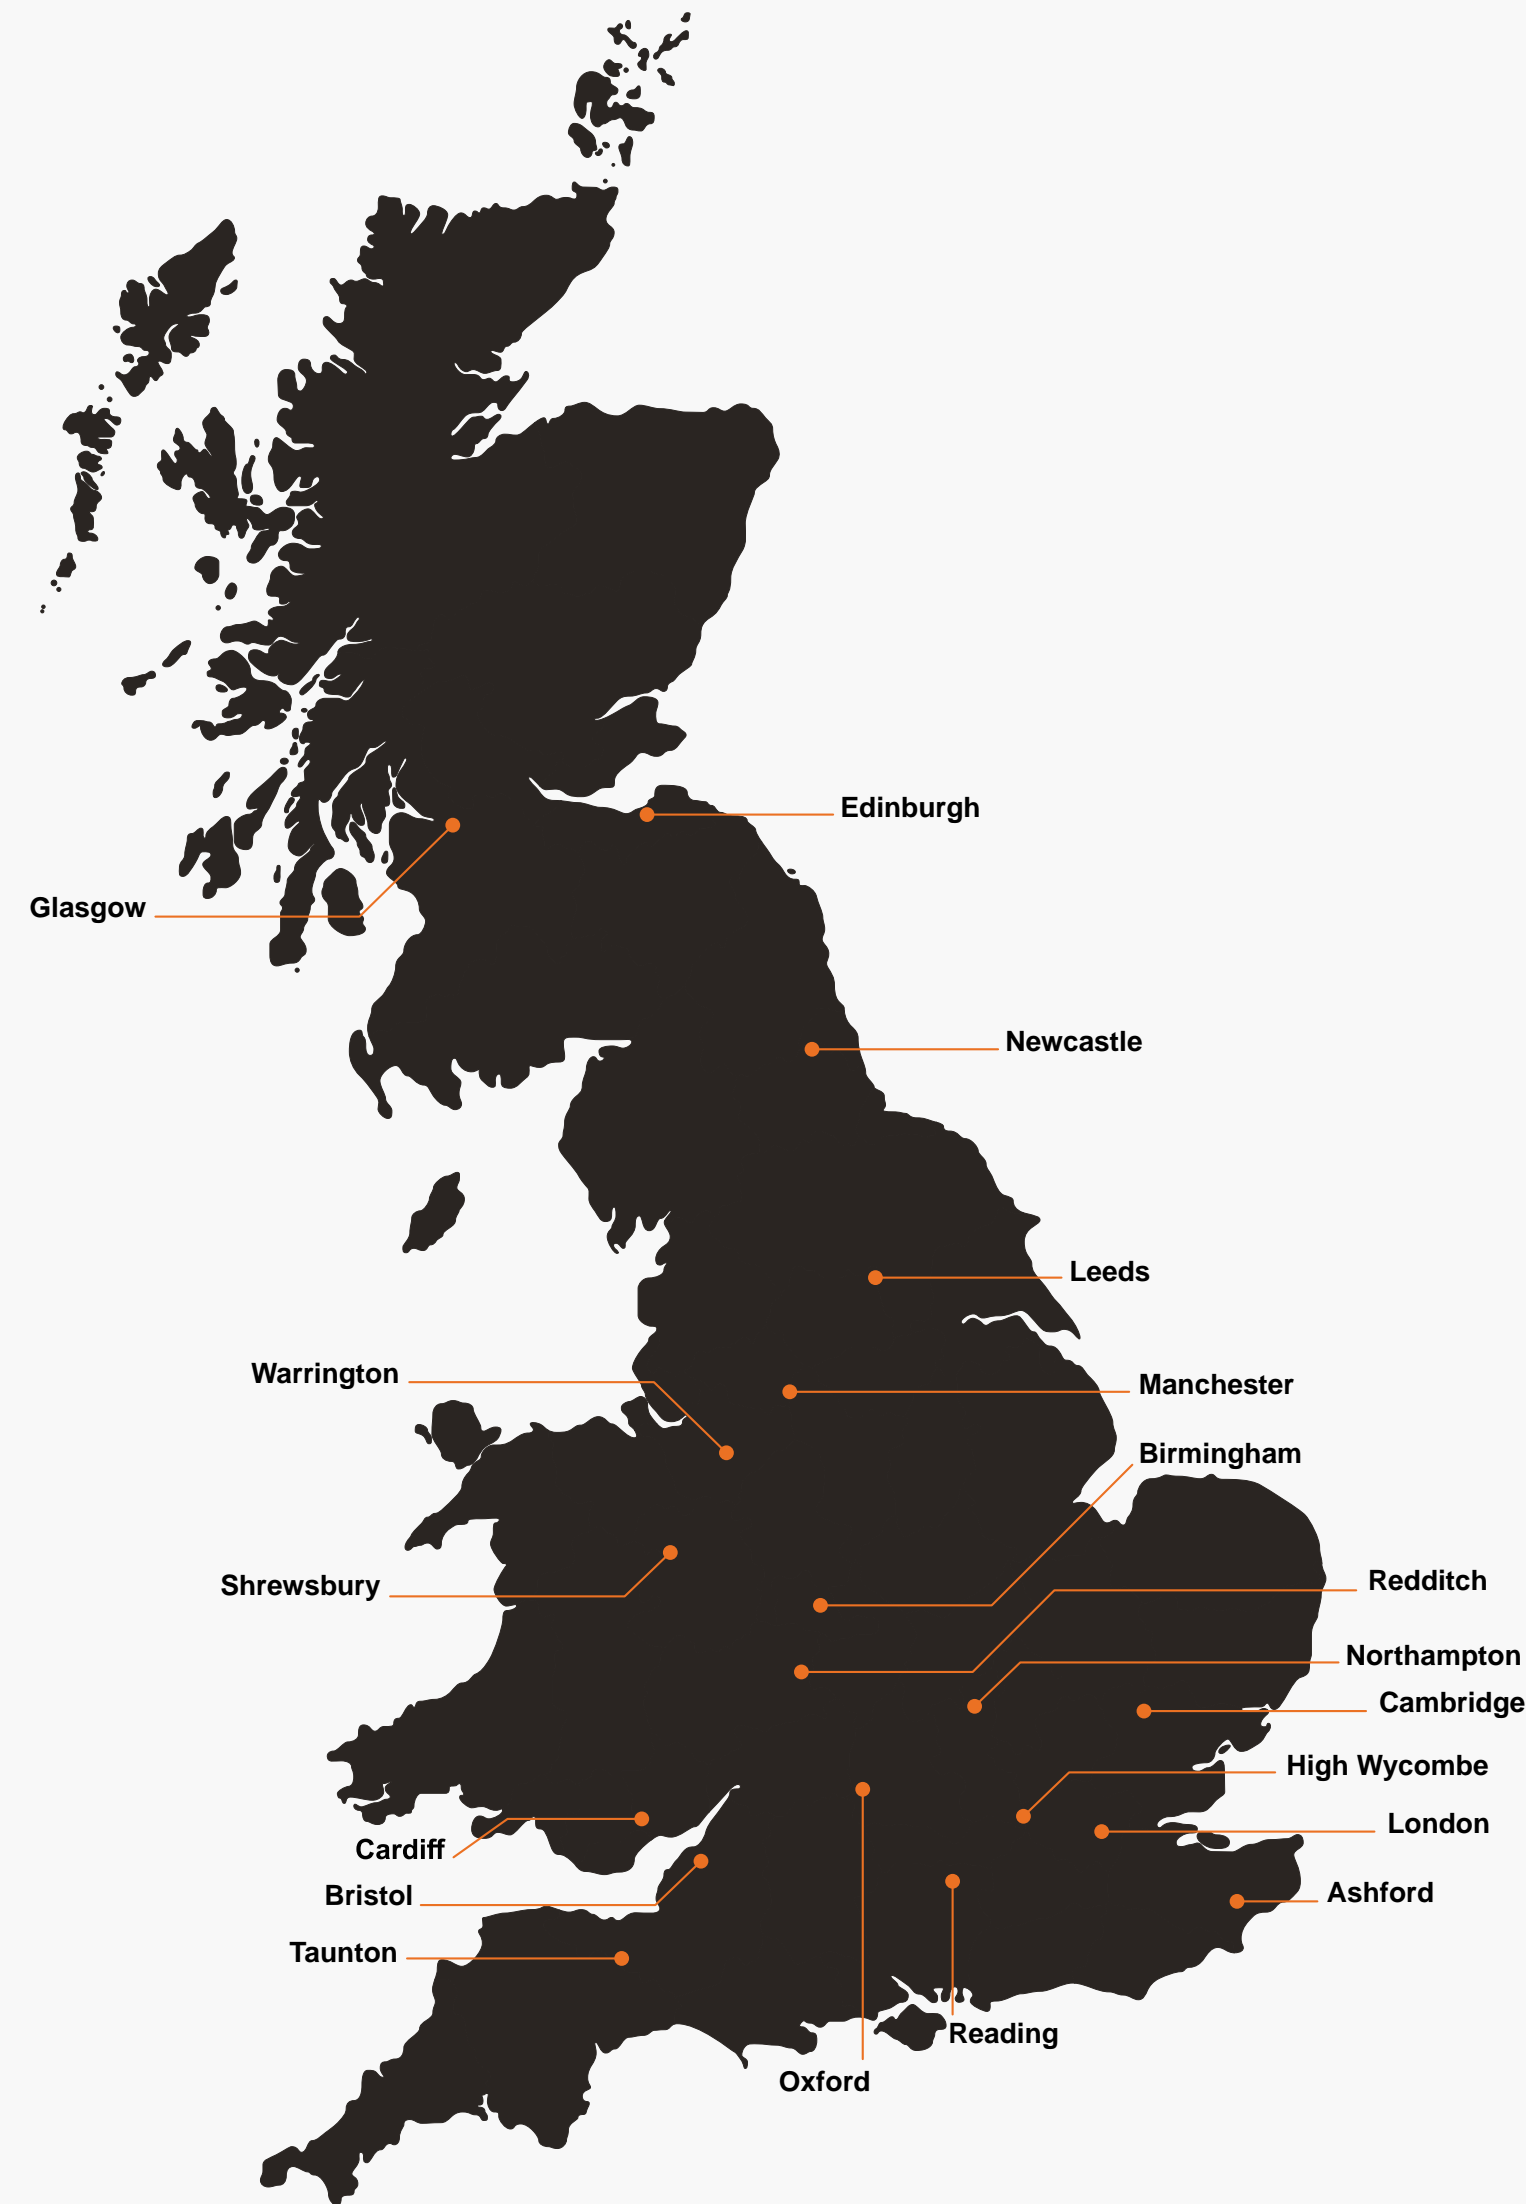 Edinburgh
Glasgow
Newcastle
Leeds
Warrington
Manchester
Birmingham
Redditch
Shrewsbury
Northampton
Cambridge
High Wycombe
London
Cardiff
Ashford
Bristol
Taunton
Reading
Oxford